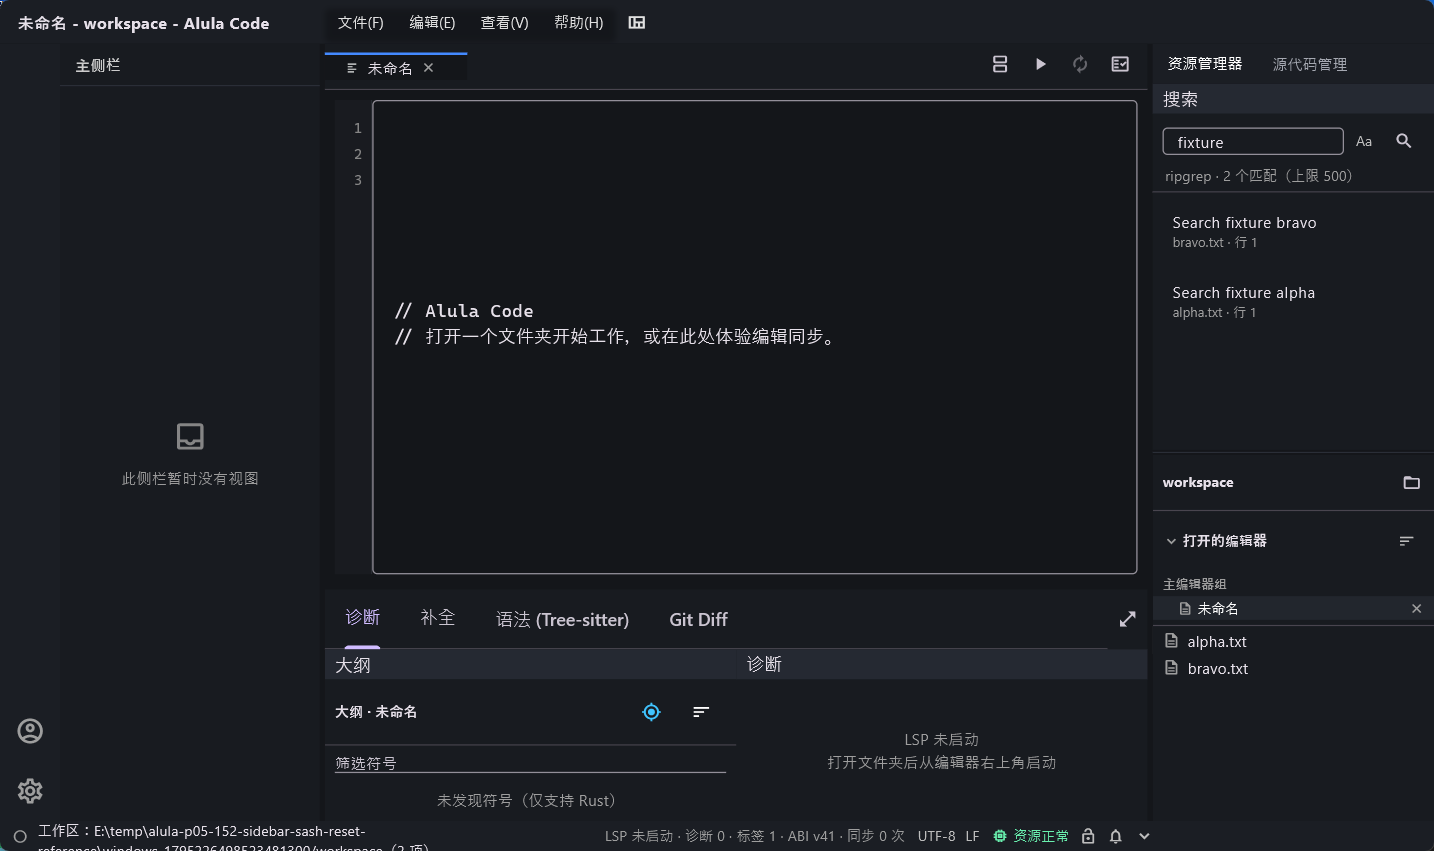 未命名 - workspace - Alula Code
文件(F) 编辑(E) 查看(V) 帮助(H)
主侧栏
未命名
资源管理器 源代码管理
搜索
fixture
Aa
ripgrep · 2 个匹配（上限 500）
1
2
3
Search fixture bravo
bravo.txt · 行 1
Search fixture alpha
alpha.txt · 行 1
// Alula Code
// 打开一个文件夹开始工作，或在此处体验编辑同步。
此侧栏暂时没有视图
workspace
打开的编辑器
主编辑器组
未命名
alpha.txt
bravo.txt
诊断 补全 语法 (Tree-sitter) Git Diff
大纲
诊断
大纲 · 未命名
筛选符号
未发现符号（仅支持 Rust）
LSP 未启动
打开文件夹后从编辑器右上角启动
工作区：E:\temp\alula-p05-152-sidebar-sash-reset-
reference\windows-1795226498523481300/workspace（2 项）
LSP 未启动 · 诊断 0 · 标签 1 · ABI v41 · 同步 0 次 UTF-8 LF 资源正常